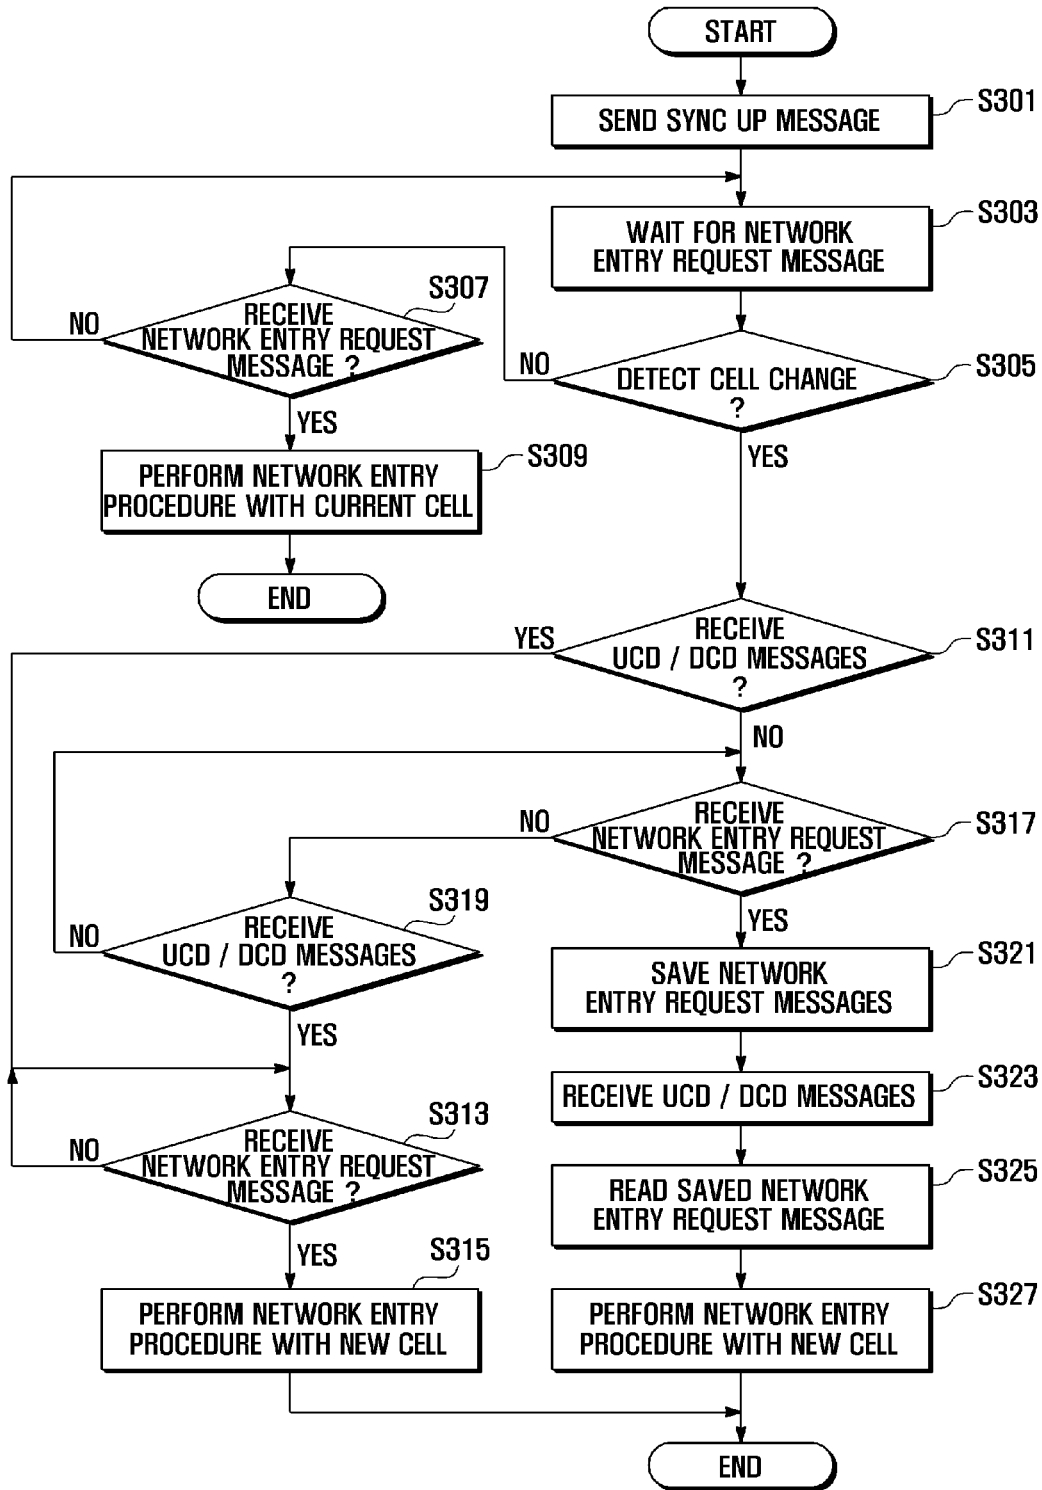 START
SEND SYNC UP MESSAGE
S301
WAIT FOR NETWORK
ENTRY REQUEST MESSAGE
S303
DETECT CELL CHANGE
?
S305
NO
YES
RECEIVE
NETWORK ENTRY REQUEST
MESSAGE ?
S307
NO
YES
PERFORM NETWORK ENTRY
PROCEDURE WITH CURRENT CELL
S309
END
RECEIVE
UCD / DCD MESSAGES
?
S311
YES
NO
RECEIVE
NETWORK ENTRY REQUEST
MESSAGE ?
S317
NO
YES
RECEIVE
UCD / DCD MESSAGES
?
S319
NO
YES
SAVE NETWORK
ENTRY REQUEST MESSAGES
S321
RECEIVE UCD / DCD MESSAGES
S323
RECEIVE
NETWORK ENTRY REQUEST
MESSAGE ?
S313
NO
YES
READ SAVED NETWORK
ENTRY REQUEST MESSAGE
S325
PERFORM NETWORK ENTRY
PROCEDURE WITH NEW CELL
S315
PERFORM NETWORK ENTRY
PROCEDURE WITH NEW CELL
S327
END